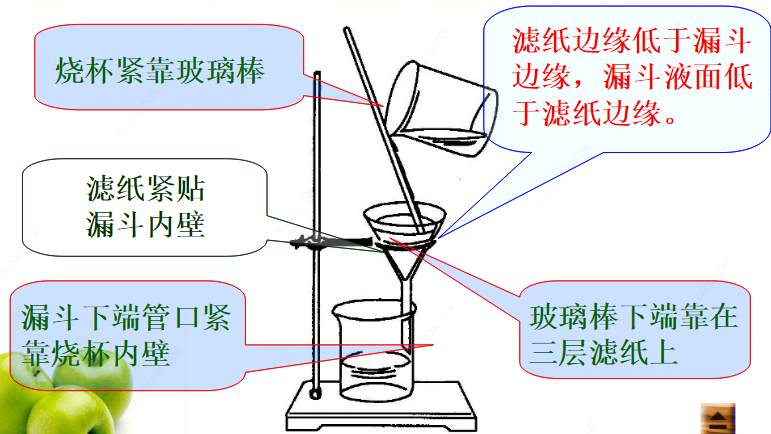 烧杯紧靠玻璃棒
滤纸边缘低于漏斗
边缘，漏斗液面低
于滤纸边缘。
滤纸紧贴
漏斗内壁
漏斗下端管口紧
靠烧杯内壁
玻璃棒下端靠在
三层滤纸上